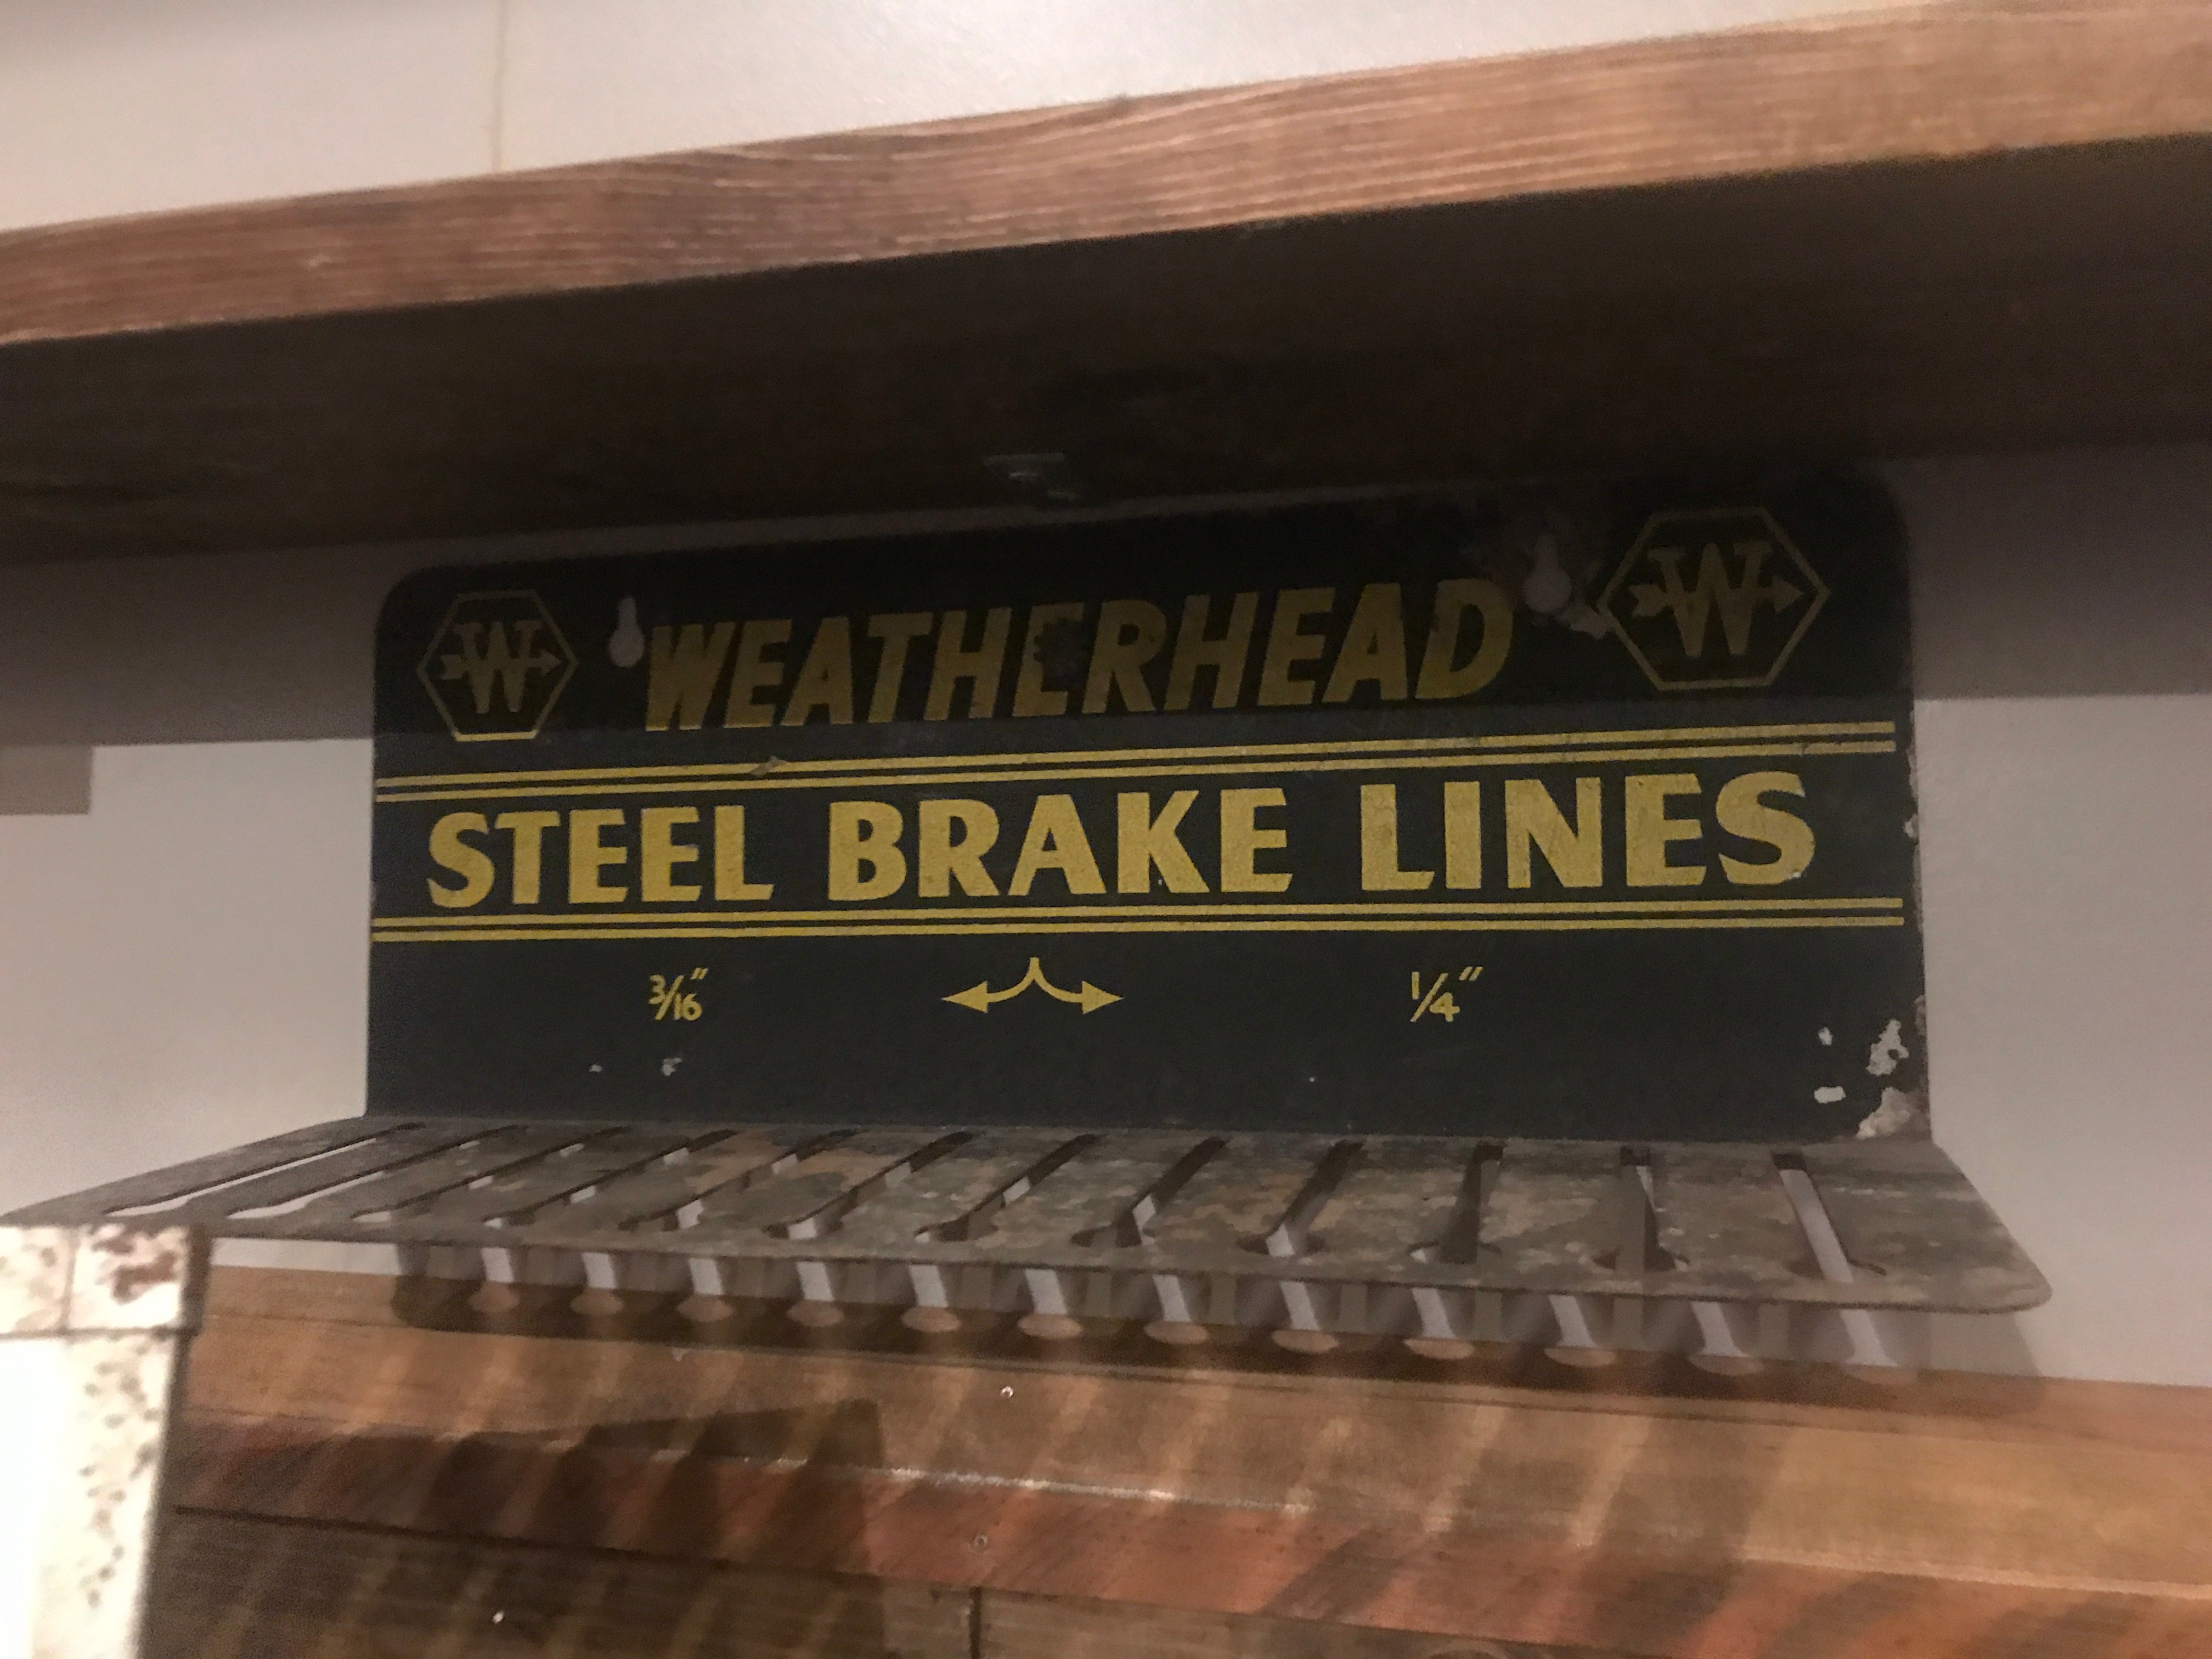 W WEATHERHEAD W
STEEL BRAKE LINES
3/16" 1/4"